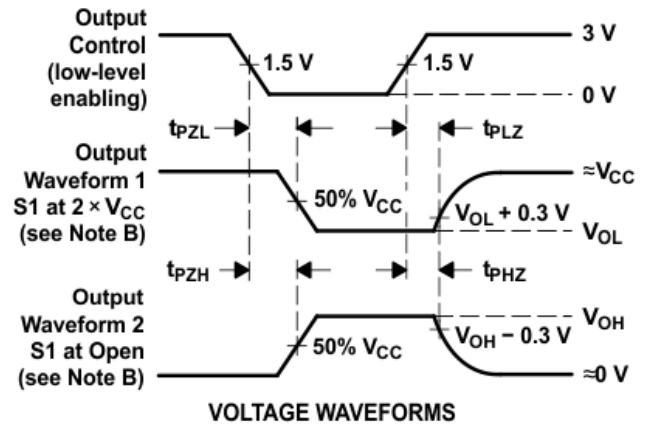 Output
Control
(low-level
enabling)
1.5 V
1.5 V
3 V
0 V
tPZL
tPLZ
Output
Waveform 1
S1 at 2 × VCC
(see Note B)
50% VCC
VOL + 0.3 V
≈VCC
VOL
tPZH
tPHZ
Output
Waveform 2
S1 at Open
(see Note B)
50% VCC
VOH − 0.3 V
VOH
≈0 V
VOLTAGE WAVEFORMS